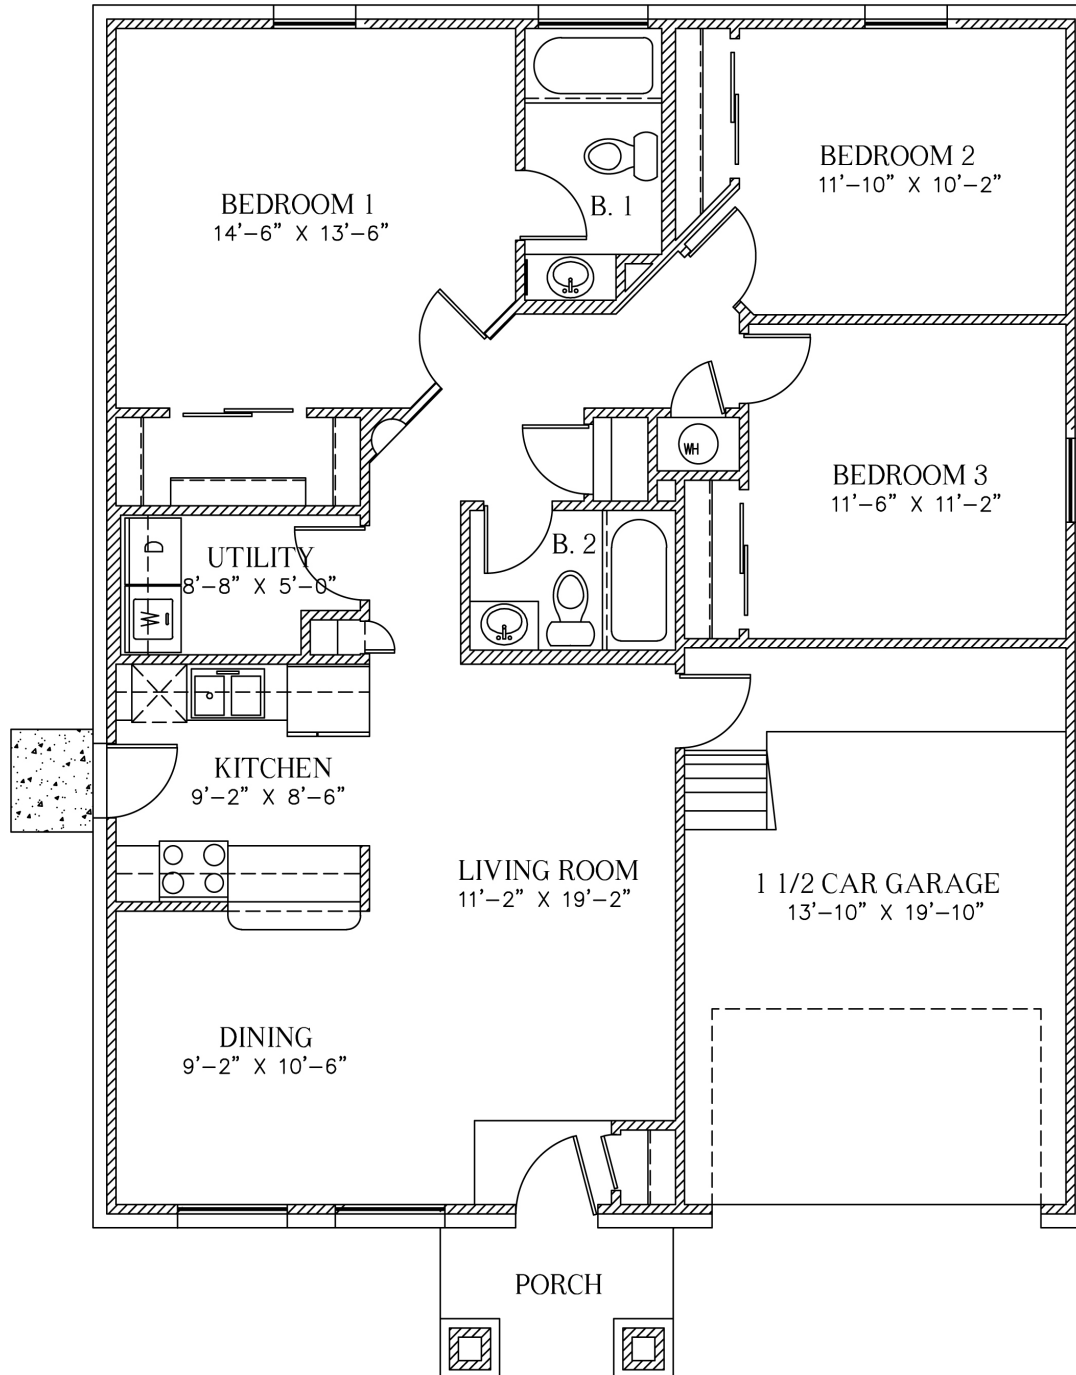 BEDROOM 2
11'-10" X 10'-2"
BEDROOM 1
14'-6" X 13'-6"
B. 1
WH
BEDROOM 3
11'-6" X 11'-2"
D
UTILITY
8'-8" X 5'-0"
B. 2
W
KITCHEN
9'-2" X 8'-6"
LIVING ROOM
11'-2" X 19'-2"
1 1/2 CAR GARAGE
13'-10" X 19'-10"
DINING
9'-2" X 10'-6"
PORCH